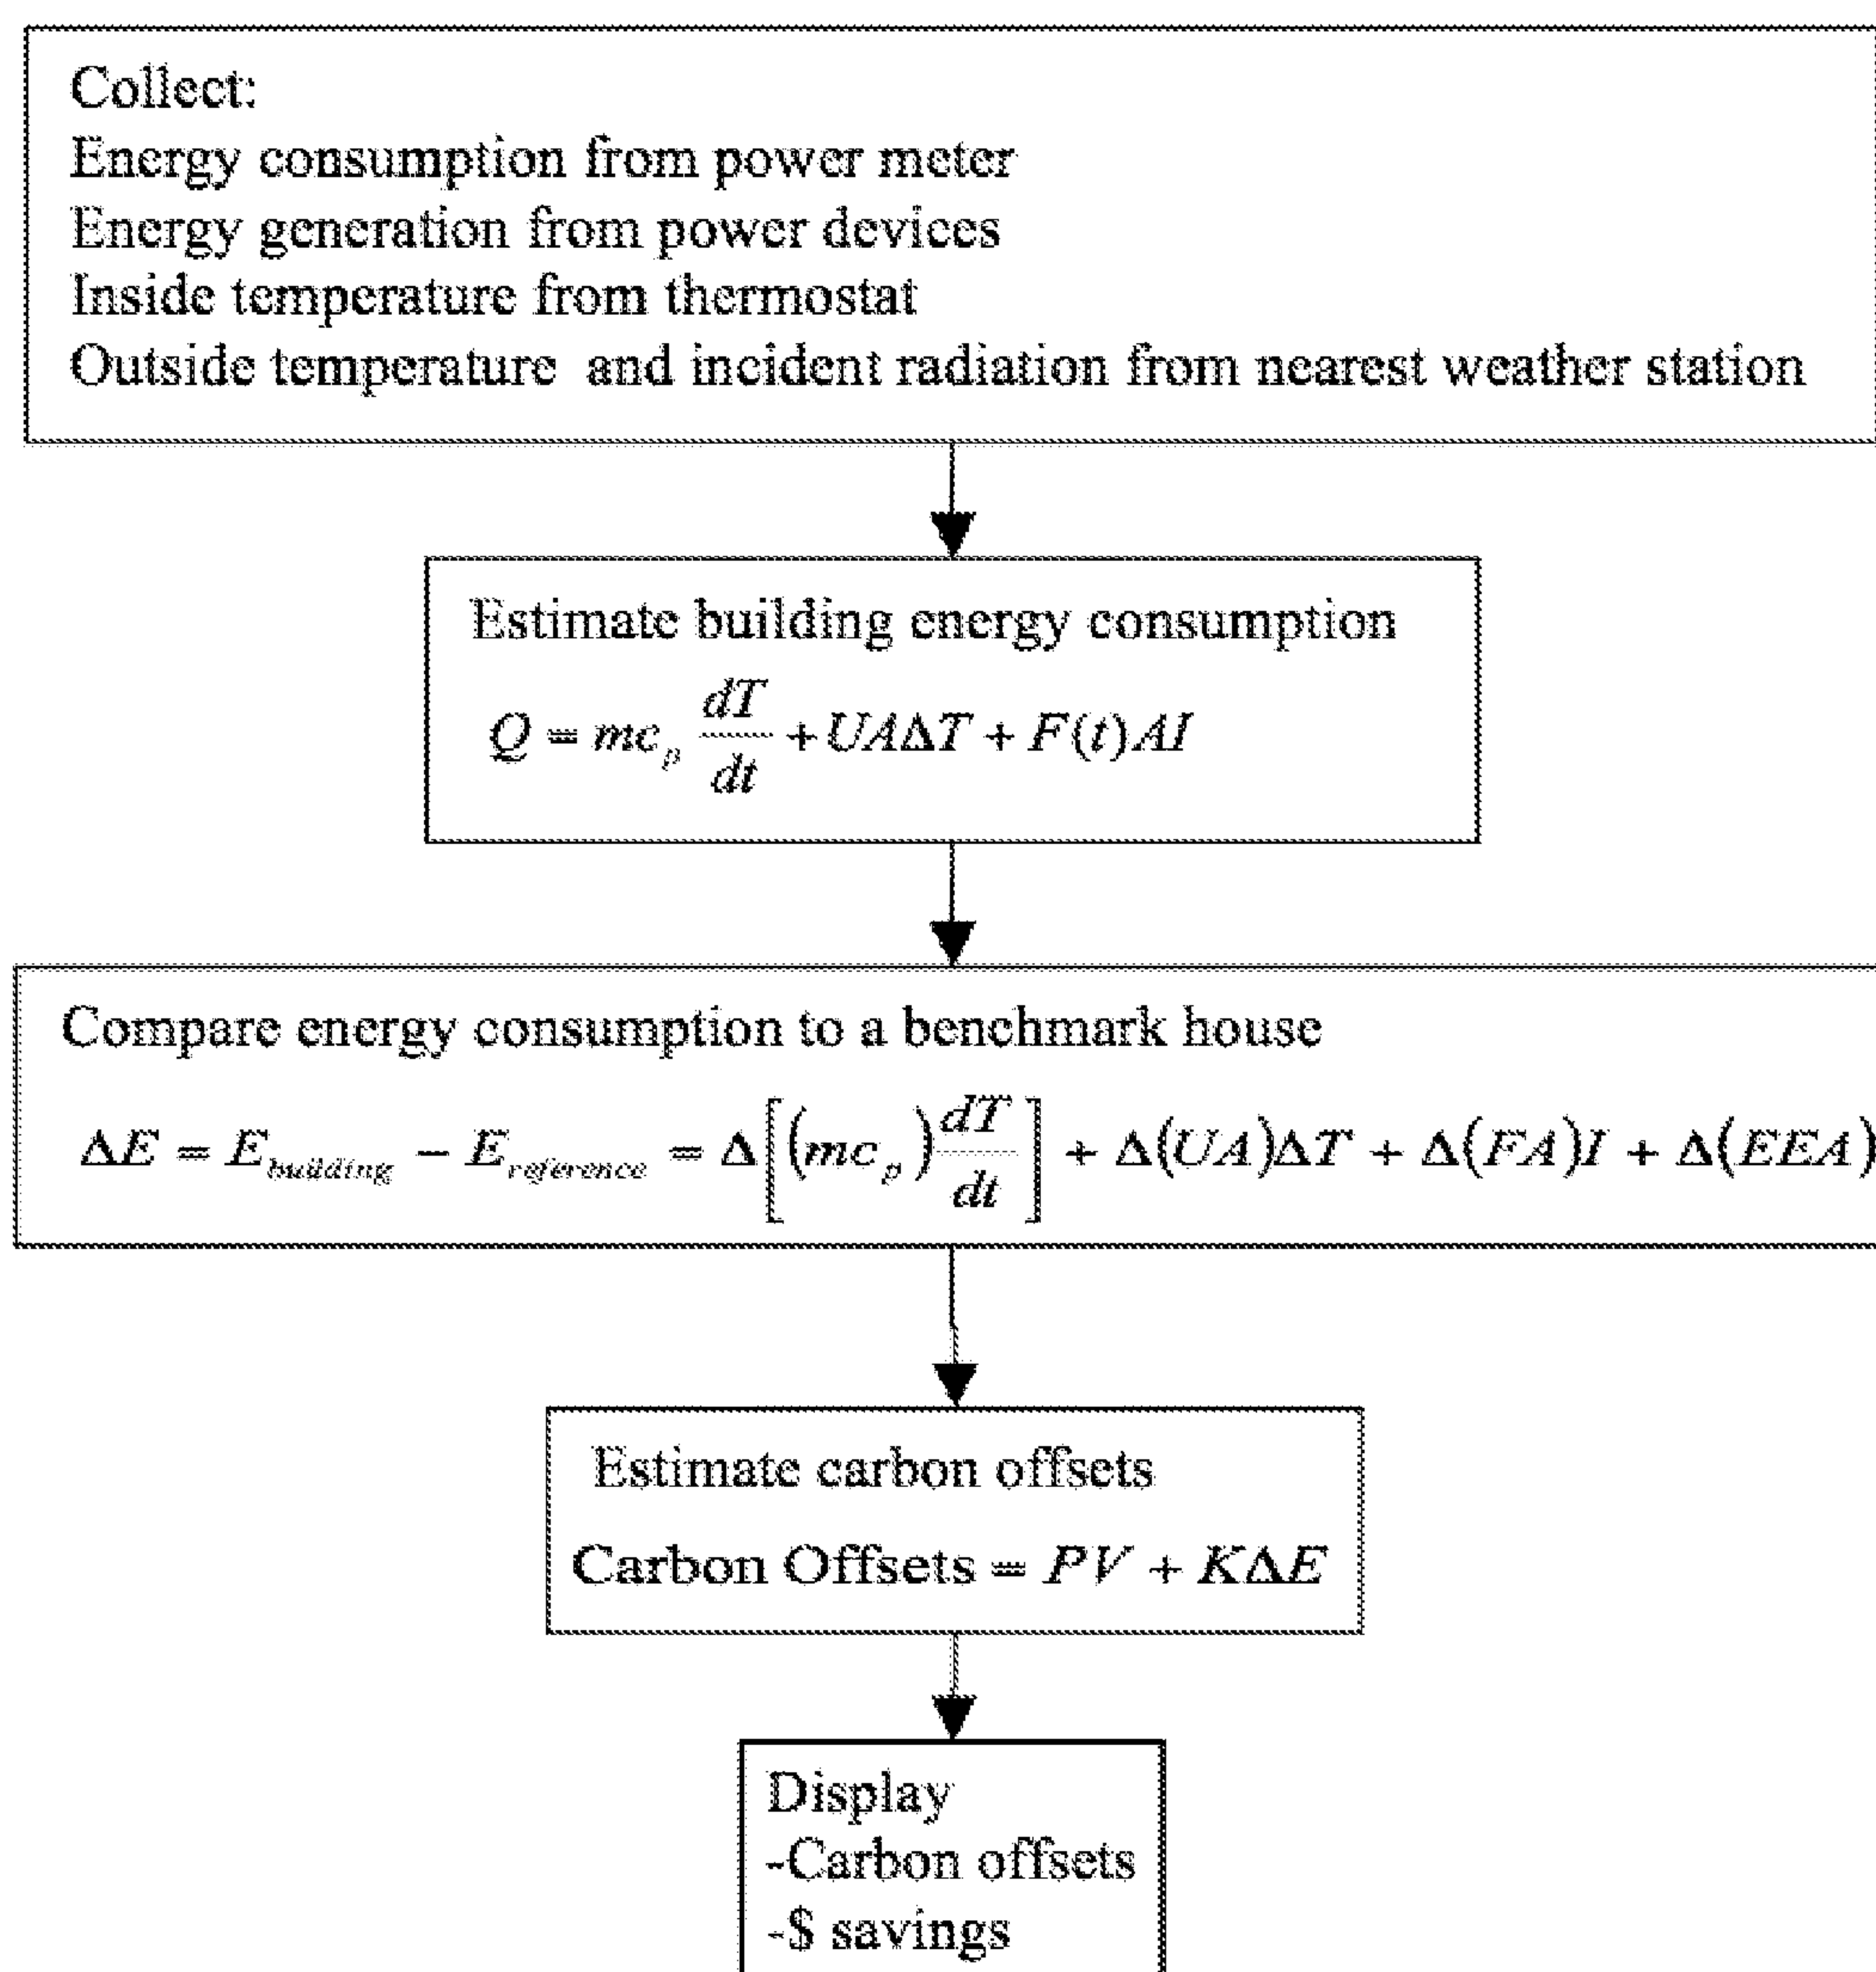 Collect:
Energy consumption from power meter
Energy generation from power devices
Inside temperature from thermostat
Outside temperature and incident radiation from nearest weather station
Estimate building energy consumption
Q = mc_p dT/dt + UAΔT + F(t)AI
Compare energy consumption to a benchmark house
ΔE = E_building − E_reference = Δ[(mc_p)dT/dt] + Δ(UA)ΔT + Δ(FA)I + Δ(EEA)
Estimate carbon offsets
Carbon Offsets = PV + KΔE
Display
-Carbon offsets
-$ savings